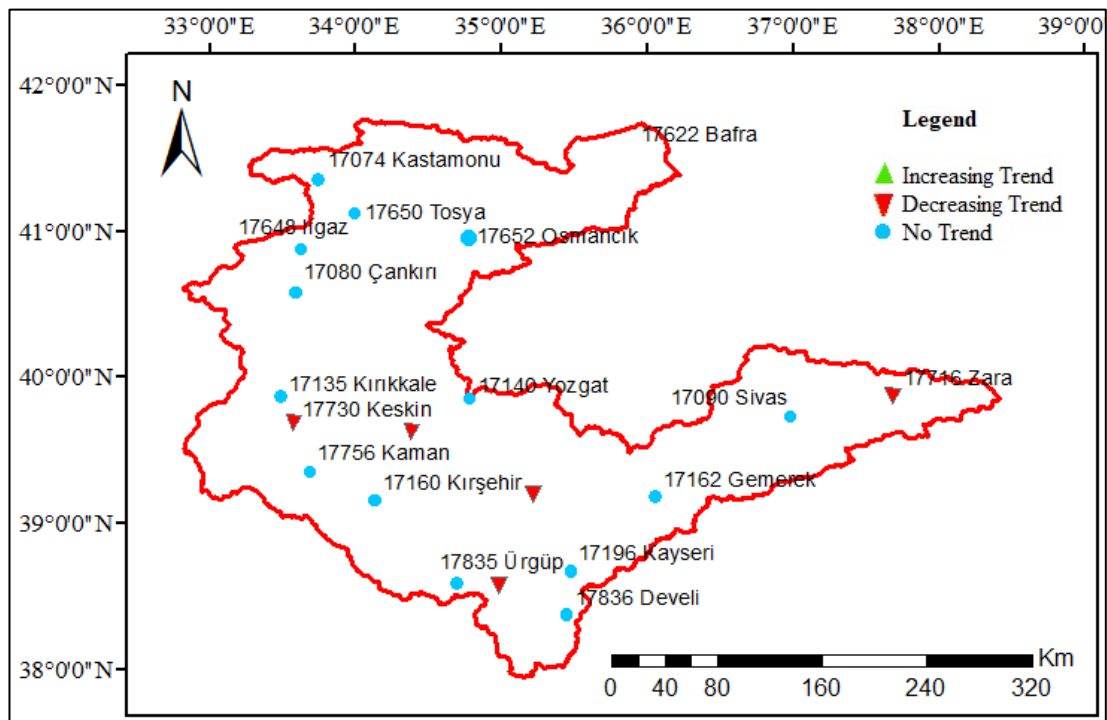 33°0'0"E 34°0'0"E 35°0'0"E 36°0'0"E 37°0'0"E 38°0'0"E 39°0'0"E
42°0'0"N
N
17622 Bafra
Legend
17074 Kastamonu
Increasing Trend
17650 Tosya
Decreasing Trend
41°0'0"N
17648 Ilgaz
17652 Osmancık
No Trend
17080 Çankırı
40°0'0"N
17135 Kırıkkale
17140 Yozgat
17716 Zara
17730 Keskin
17090 Sivas
17756 Kaman
17160 Kırşehir
17162 Gemerek
39°0'0"N
17835 Ürgüp
17196 Kayseri
17836 Develi
38°0'0"N
Km
0 40 80 160 240 320